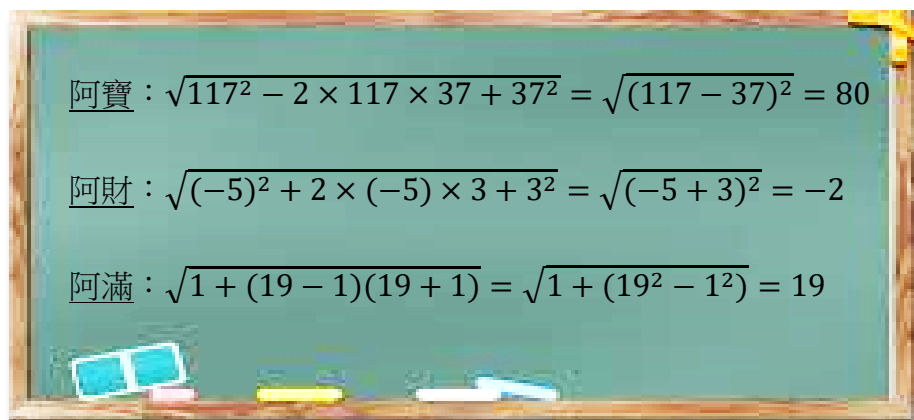 阿寶：√(117² − 2 × 117 × 37 + 37²) = √((117 − 37)²) = 80
阿財：√((−5)² + 2 × (−5) × 3 + 3²) = √((−5 + 3)²) = −2
阿滿：√(1 + (19 − 1)(19 + 1)) = √(1 + (19² − 1²)) = 19